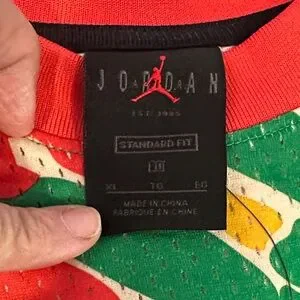 JORDAN
EST. 1985
STANDARD FIT
XL TG EG
MADE IN CHINA
FABRIQUÉ EN CHINE